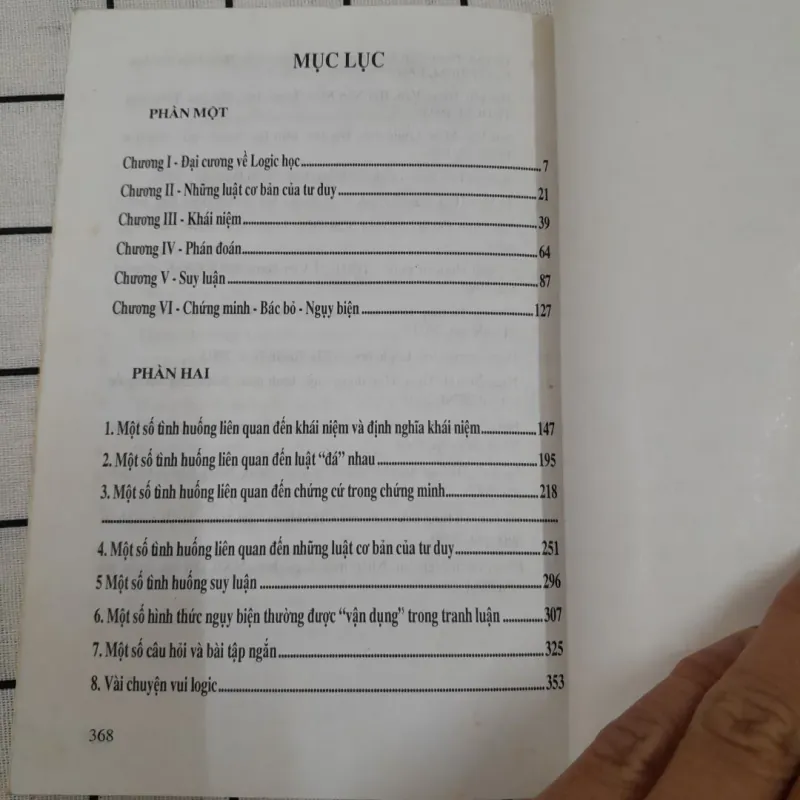 MỤC LỤC
PHẦN MỘT
Chương I - Đại cương về Logic học....................7
Chương II - Những luật cơ bản của tư duy....................21
Chương III - Khái niệm....................39
Chương IV - Phán đoán....................64
Chương V - Suy luận....................87
Chương VI - Chứng minh - Bác bỏ - Ngụy biện....................127
PHẦN HAI
1. Một số tình huống liên quan đến khái niệm và định nghĩa khái niệm....................147
2. Một số tình huống liên quan đến luật “đá” nhau....................195
3. Một số tình huống liên quan đến chứng cứ trong chứng minh....................218
4. Một số tình huống liên quan đến những luật cơ bản của tư duy....................251
5 Một số tình huống suy luận....................296
6. Một số hình thức ngụy biện thường được “vận dụng” trong tranh luận ............307
7. Một số câu hỏi và bài tập ngắn....................325
8. Vài chuyện vui logic....................353
368